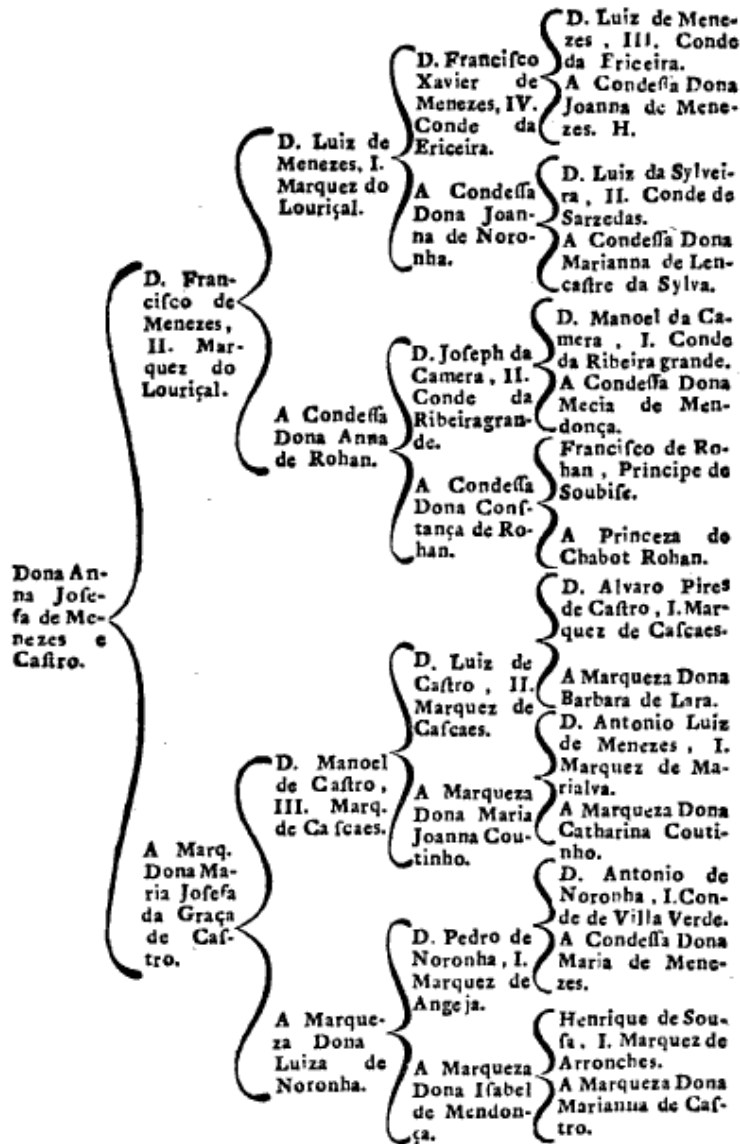 Dona An-
na Joſe-
fa de Me-
nezes e
Caſtro.
D. Fran-
ciſco de
Menezes,
II. Mar-
quez do
Louriçal.
A Marq.
Dona Ma-
ria Joſefa
da Graça
de Caſ-
tro.
D. Luiz de
Menezes, I.
Marquez do
Louriçal.
A Condeſſa
Dona Anna
de Rohan.
D. Manoel
de Caſtro,
III. Marq.
de Caſcaes.
A Marque-
za Dona
Luiza de
Noronha.
D. Franciſco
Xavier de
Menezes, IV.
Conde da
Ericeira.
A Condeſſa
Dona Joan-
na de Noro-
nha.
D. Joſeph da
Camera, II.
Conde da
Ribeiragran-
de.
A Condeſſa
Dona Conſ-
tança de Ro-
han.
D. Luiz de
Caſtro, II.
Marquez de
Caſcaes.
A Marqueza
Dona Maria
Joanna Cou-
tinho.
D. Pedro de
Noronha, I.
Marquez de
Angeja.
A Marqueza
Dona Iſabel
de Mendon-
ça.
D. Luiz de Mene-
zes, III. Conde
da Ericeira.
A Condeſſa Dona
Joanna de Mene-
zes. H.
D. Luiz da Sylvei-
ra, II. Conde de
Sarzedas.
A Condeſſa Dona
Marianna de Len-
caſtre da Sylva.
D. Manoel da Ca-
mera, I. Conde
da Ribeira grande.
A Condeſſa Dona
Mecia de Men-
donça.
Franciſco de Ro-
han, Principe de
Soubiſe.
A Princeza de
Chabot Rohan.
D. Alvaro Pires
de Caſtro, I. Mar-
quez de Caſcaes.
A Marqueza Dona
Barbara de Lara.
D. Antonio Luiz
de Menezes, I.
Marquez de Ma-
rialva.
A Marqueza Dona
Catharina Couti-
nho.
D. Antonio de
Noronha, I. Con-
de de Villa Verde.
A Condeſſa Dona
Maria de Mene-
zes.
Henrique de Sou-
ſa, I. Marquez de
Arronches.
A Marqueza Dona
Marianna de Caſ-
tro.